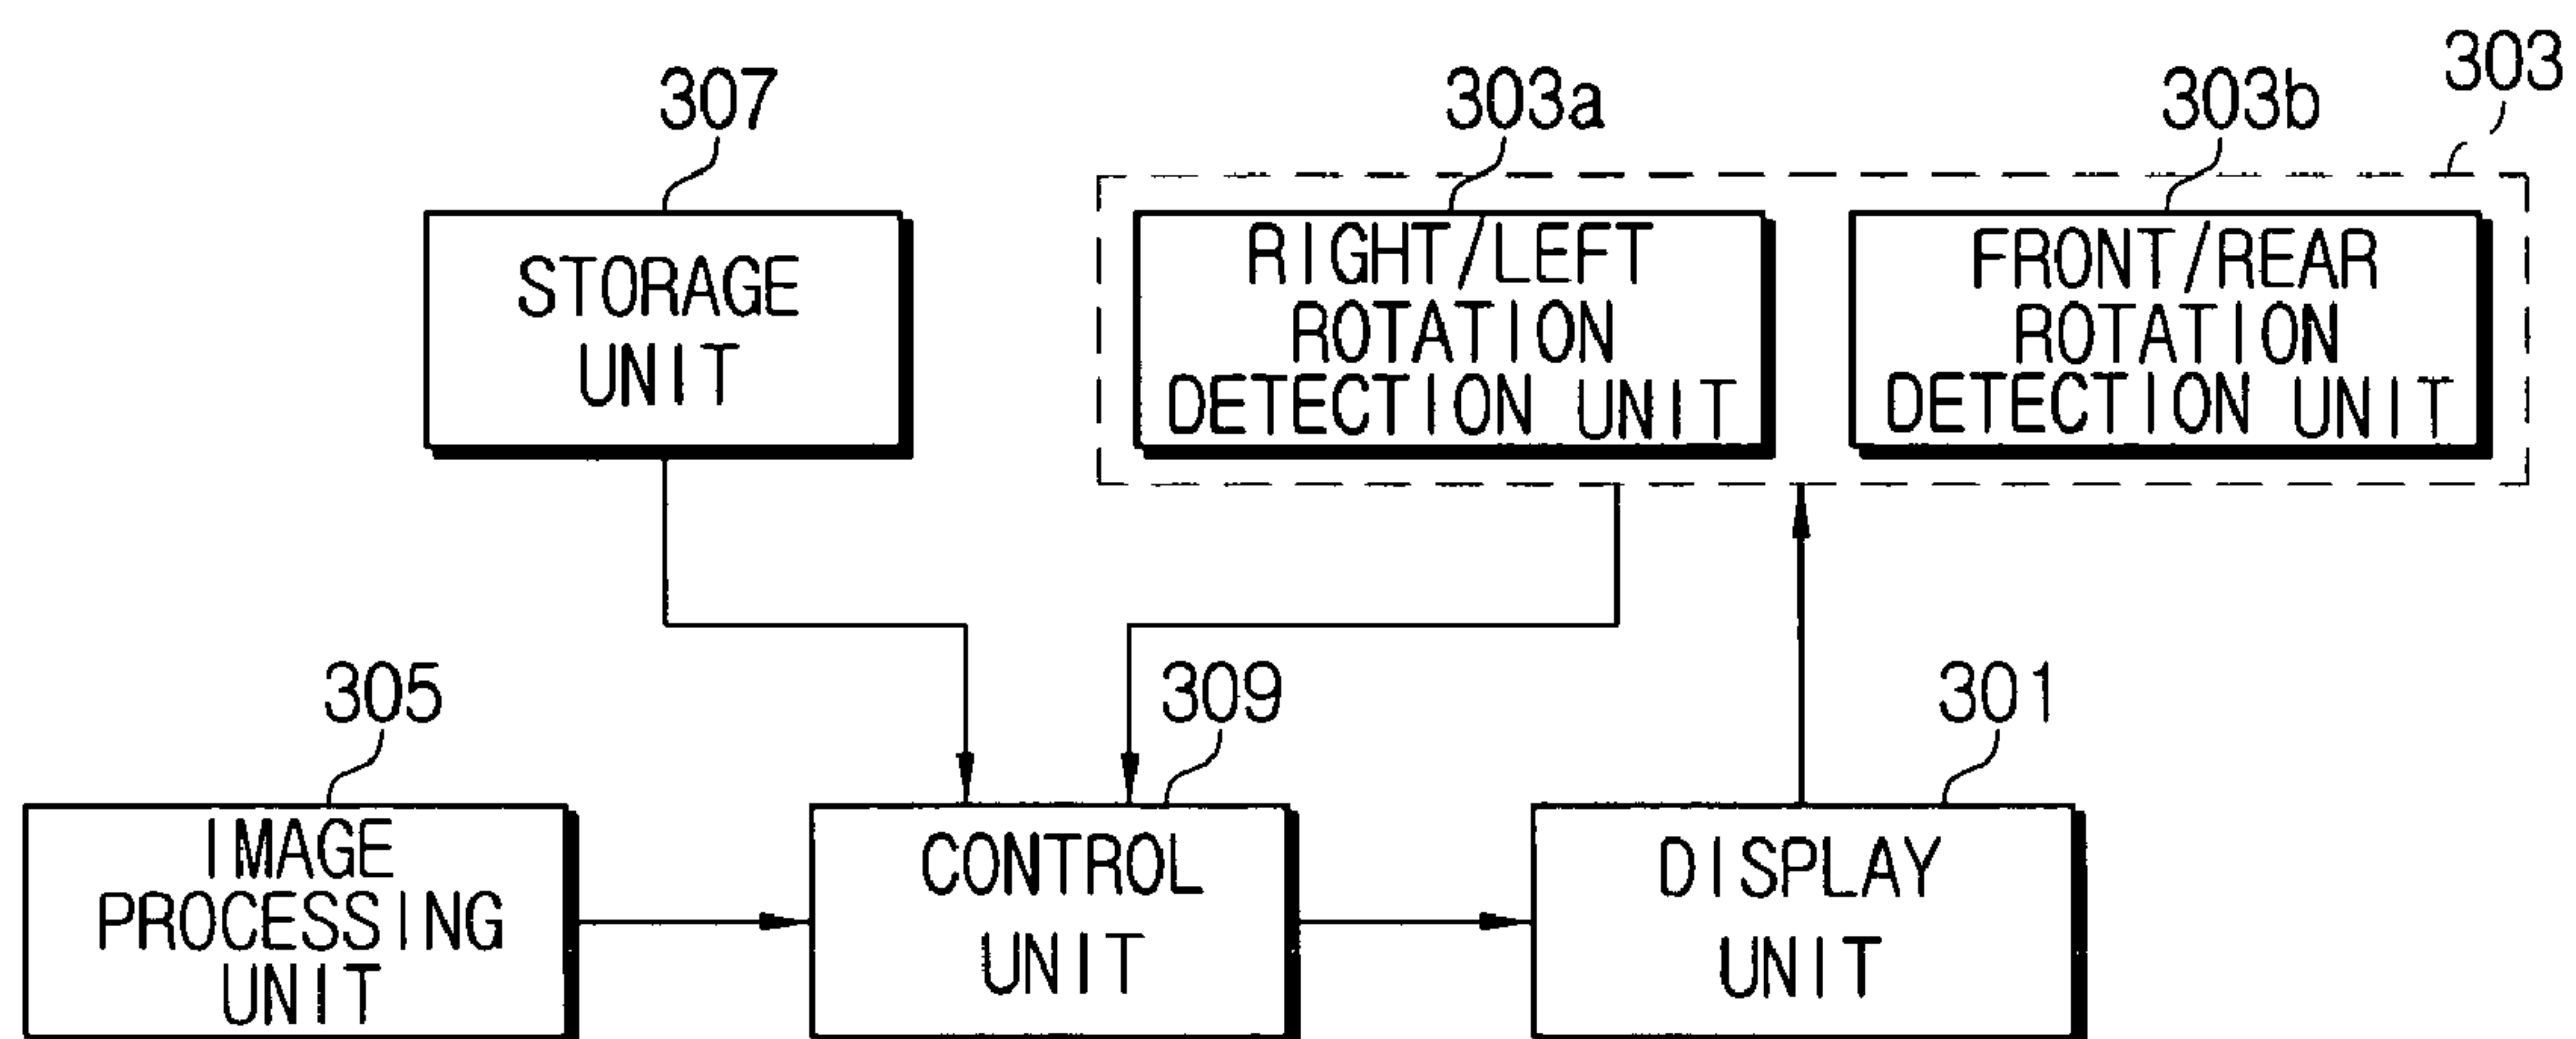 303
307
303a
303b
STORAGE
UNIT
RIGHT/LEFT
ROTATION
DETECTION UNIT
FRONT/REAR
ROTATION
DETECTION UNIT
305
309
301
IMAGE
PROCESSING
UNIT
CONTROL
UNIT
DISPLAY
UNIT